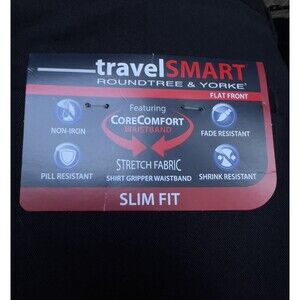 travelSMART
ROUNDTREE & YORKE
FLAT FRONT
Featuring
CORECOMFORT
WAISTBAND
NON-IRON
FADE RESISTANT
STRETCH FABRIC
PILL RESISTANT
SHIRT GRIPPER WAISTBAND
SHRINK RESISTANT
SLIM FIT